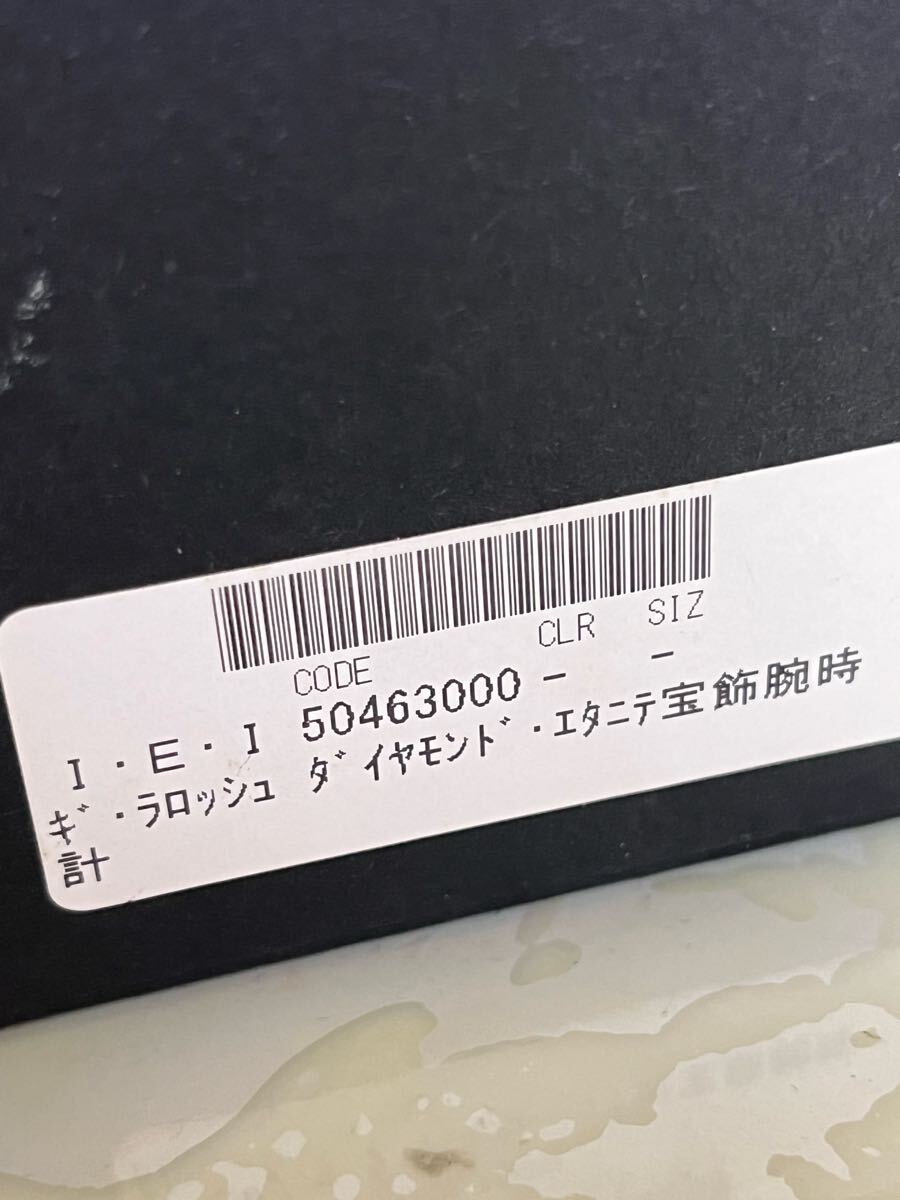 CODE CLR SIZ
I・E・I 50463000 - -
ギ・ラロッシュ ダイヤモンド・エタニテ宝飾腕時
計